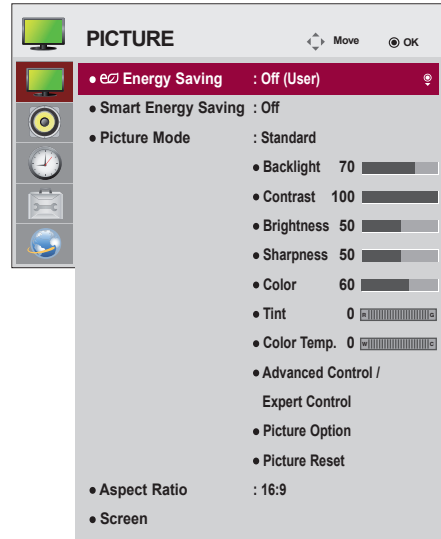 PICTURE Move OK
• Energy Saving : Off (User)
• Smart Energy Saving : Off
• Picture Mode : Standard
• Backlight 70
• Contrast 100
• Brightness 50
• Sharpness 50
• Color 60
• Tint 0 R G
• Color Temp. 0 W C
• Advanced Control /
Expert Control
• Picture Option
• Picture Reset
• Aspect Ratio : 16:9
• Screen